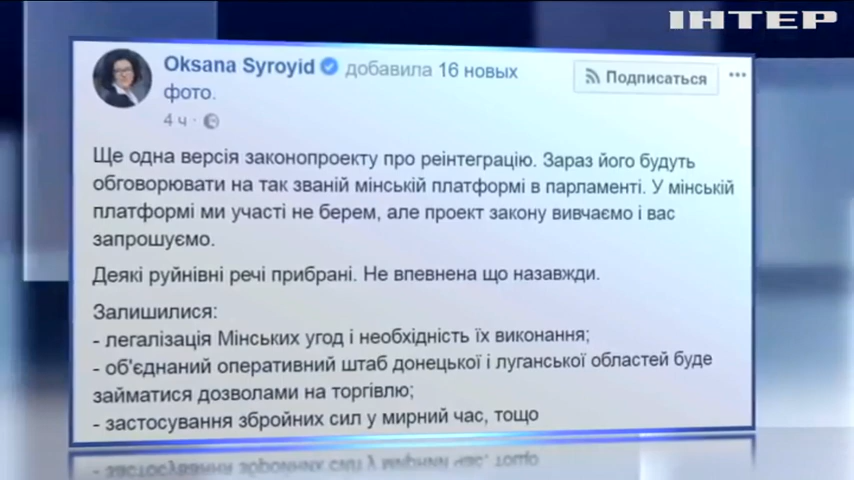 ІНТЕР
Oksana Syroyid добавила 16 новых
фото.
Подписаться
4 ч ·
Ще одна версія законопроекту про реінтеграцію. Зараз його будуть
обговорювати на так званій мінській платформі в парламенті. У мінській
платформі ми участі не берем, але проект закону вивчаємо і вас
запрошуємо.
Деякі руйнівні речі прибрані. Не впевнена що назавжди.
Залишилися:
- легалізація Мінських угод і необхідність їх виконання;
- об'єднаний оперативний штаб донецької і луганської областей буде
займатися дозволами на торгівлю;
- застосування збройних сил у мирний час, тощо